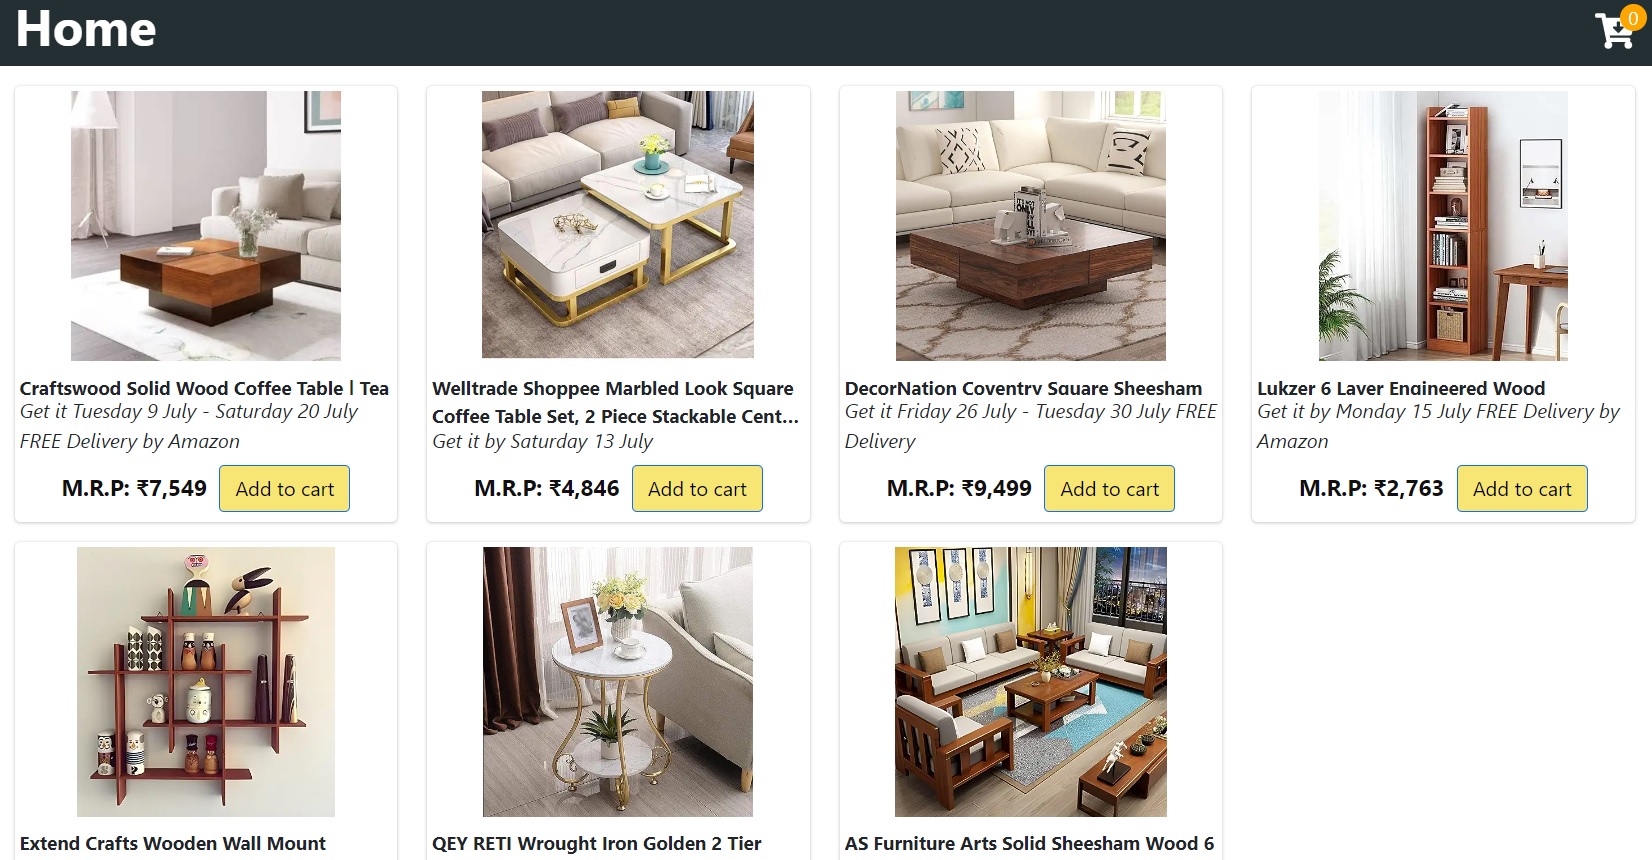 Home
0
Craftswood Solid Wood Coffee Table | Tea
Get it Tuesday 9 July - Saturday 20 July
FREE Delivery by Amazon
M.R.P: ₹7,549
Add to cart
Welltrade Shoppee Marbled Look Square
Coffee Table Set, 2 Piece Stackable Cent...
Get it by Saturday 13 July
M.R.P: ₹4,846
Add to cart
DecorNation Coventry Square Sheesham
Get it Friday 26 July - Tuesday 30 July FREE
Delivery
M.R.P: ₹9,499
Add to cart
Lukzer 6 Layer Engineered Wood
Get it by Monday 15 July FREE Delivery by
Amazon
M.R.P: ₹2,763
Add to cart
Extend Crafts Wooden Wall Mount
QEY RETI Wrought Iron Golden 2 Tier
AS Furniture Arts Solid Sheesham Wood 6